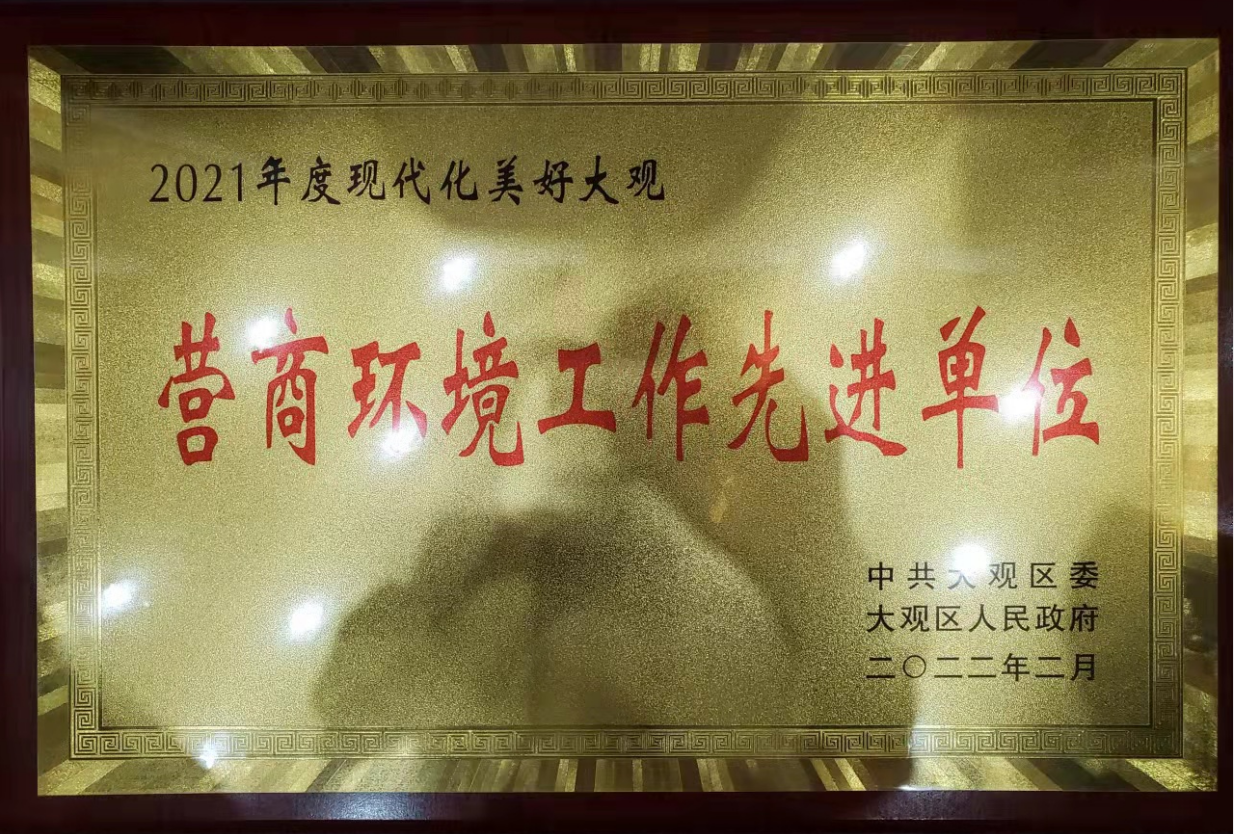 2021年度现代化美好大观
营商环境工作先进单位
中共大观区委
大观区人民政府
二〇二二年二月